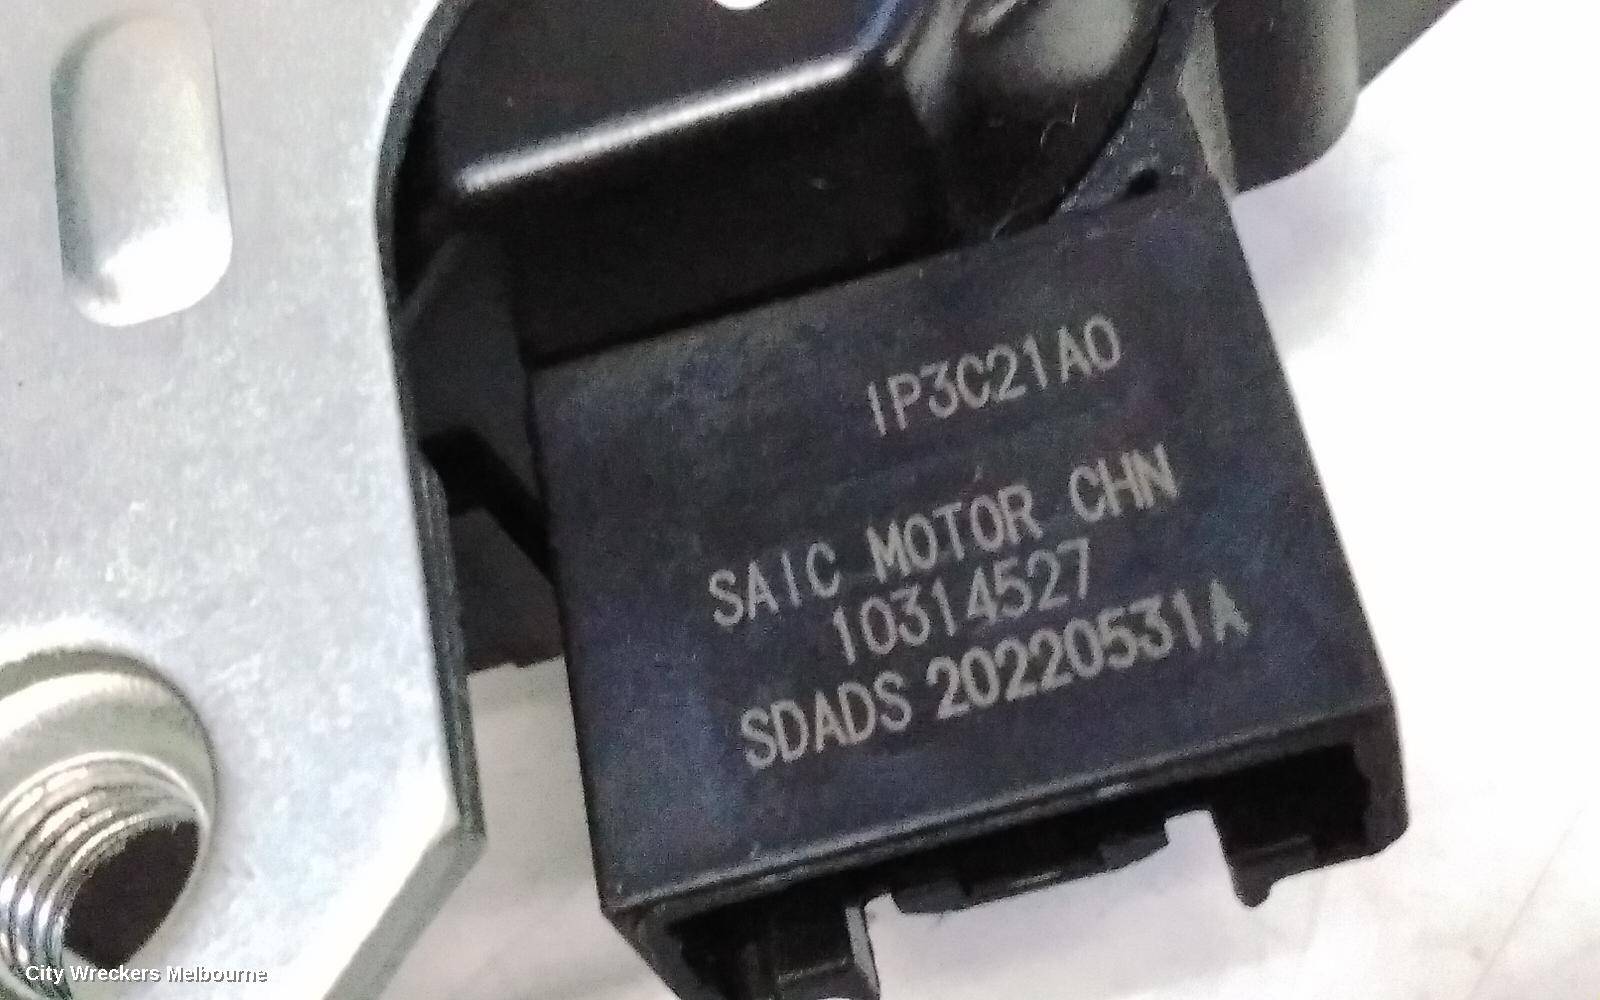 1P3C21A0
SAIC MOTOR CHN
10314527
SDADS 20220531A
City Wreckers Melbourne